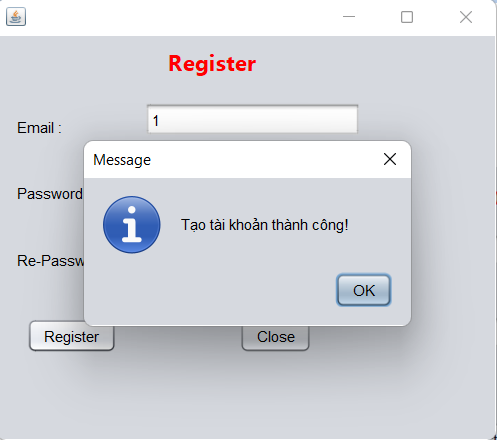 Register
Email :
1
Message
Password
Tạo tài khoản thành công!
Re-Passw
OK
Register
Close